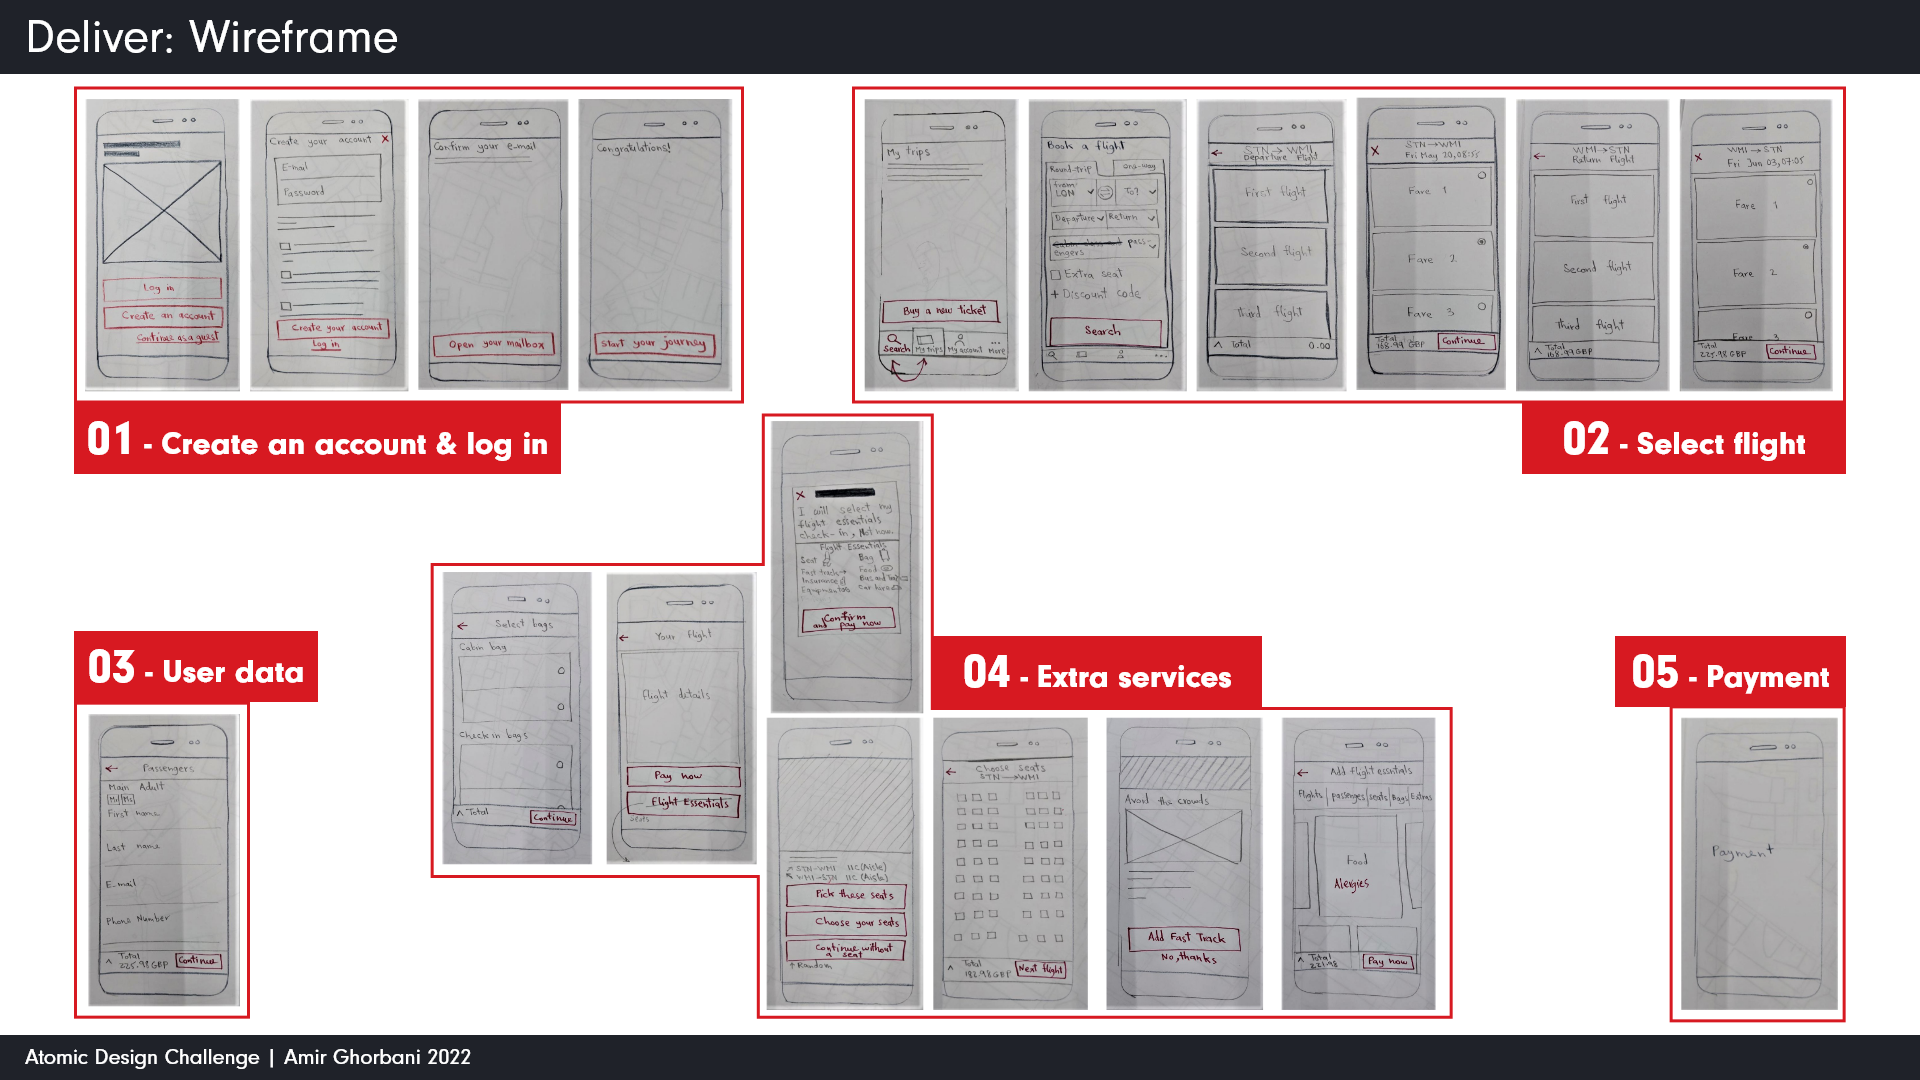 Deliver: Wireframe
Log in
Create an account
Continue as a guest
Create your account X
E-mail
Password
Create your account
Log in
Confirm your e-mail
Open your mailbox
Congratulations!
Start your journey
01 - Create an account & log in
My trips
Buy a new ticket
Search My trips My account More
Book a flight
Round-trip one-way
from
LON To?
Departure Return
pass-
engers
Extra seat
+ Discount code
Search
STN → WMI
Departure Flight
First flight
Second flight
Third flight
Total 0.00
X STN → WMI
Fri May 20, 08:55
Fare 1
Fare 2
Fare 3
Total
168.99 GBP Continue
WMI → STN
Return Flight
First flight
Second flight
Third flight
Total
168.99 GBP
X WMI → STN
Fri Jun 03, 07:05
Fare 1
Fare 2
Fare 3
Total
225.98 GBP Continue
02 - Select flight
03 - User data
← Passengers
Main Adult
First name
Last name
E-mail
Phone Number
Total
225.98 GBP Continue
← Select bags
Cabin bag
Check in bags
Total Continue
← Your flight
Flight details
Pay now
Flight Essentials
seats
X
I will select my
flight essentials
check-in, Not now.
Flight Essentials
Seat Bag
Fast track Food
Insurance
Car hire
Confirm
and pay now
04 - Extra services
STN-WMI 11C (Aisle)
WMI-STN 11C (Aisle)
Pick these seats
Choose your seats
Continue without
a seat
↑ Random
← Choose seats
STN → WMI
Total
182.98 GBP Next flight
Avoid the crowds
Add Fast Track
No, thanks
← Add flight essntials
Flights | passenges | seats | Bags | Extras
Food
Alergies
Total
Pay now
05 - Payment
Payment
Atomic Design Challenge | Amir Ghorbani 2022